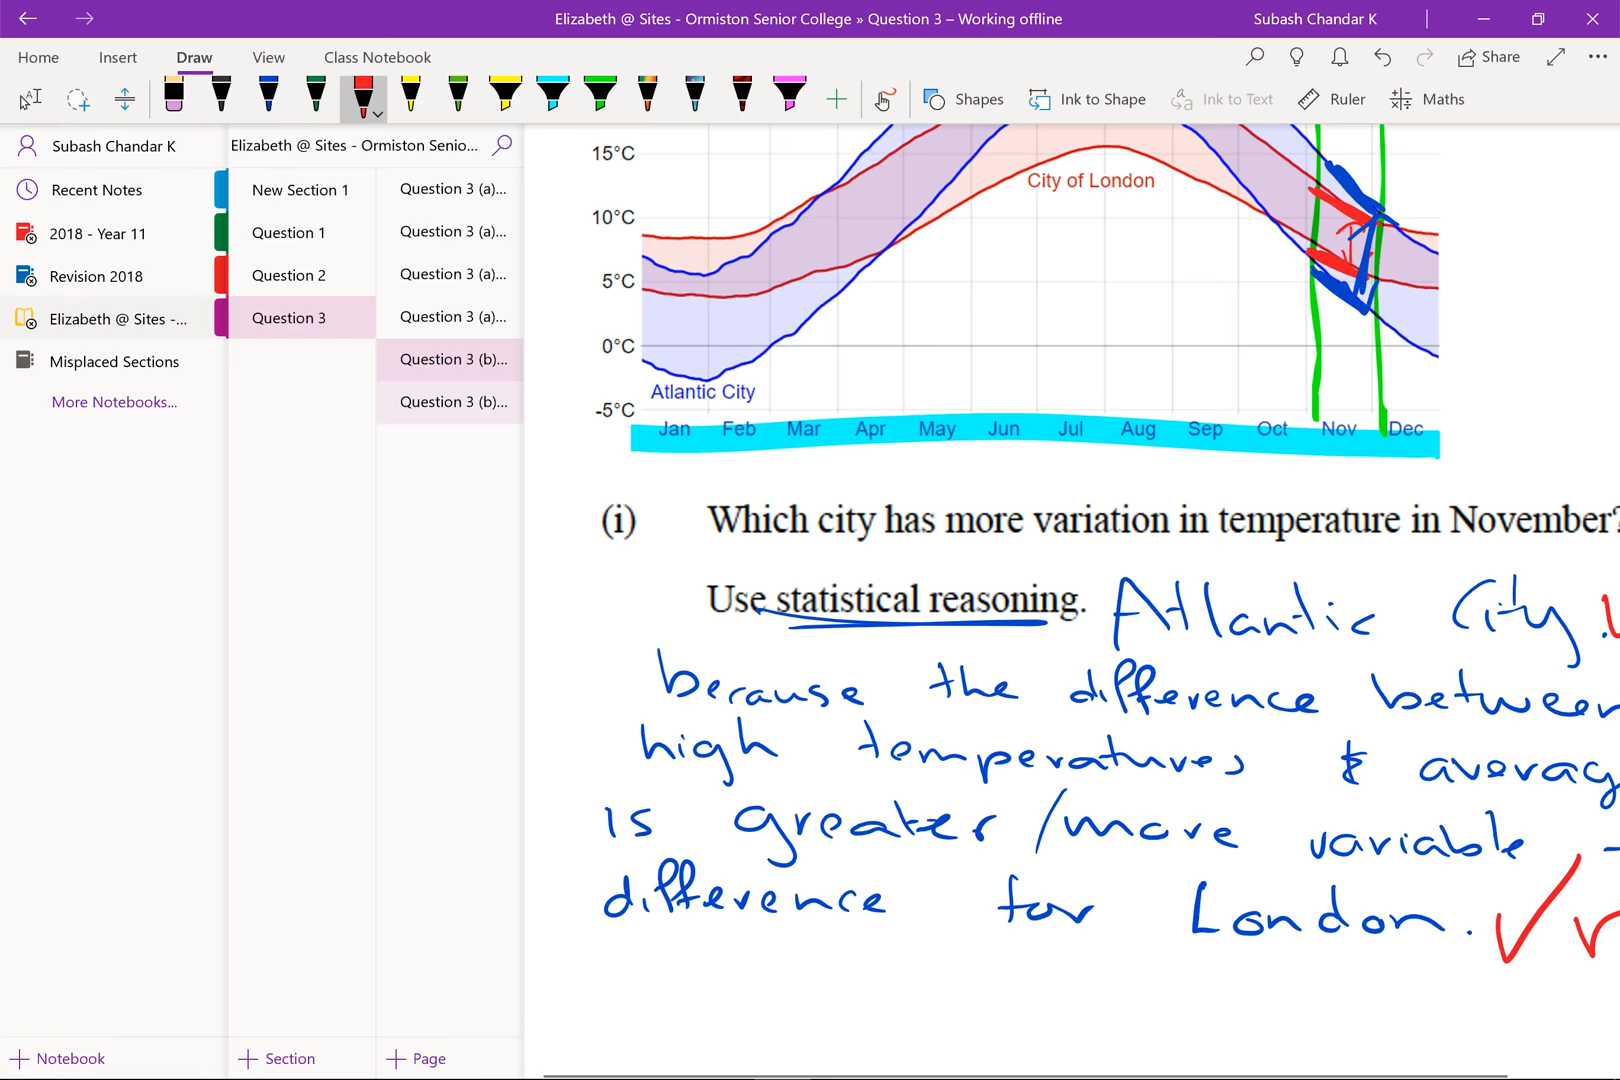 Elizabeth @ Sites - Ormiston Senior College » Question 3 – Working offline
Subash Chandar K
Home Insert Draw View Class Notebook
Share
Shapes Ink to Shape Ink to Text Ruler Maths
Subash Chandar K
Recent Notes
2018 - Year 11
Revision 2018
Elizabeth @ Sites -...
Misplaced Sections
More Notebooks...
Elizabeth @ Sites - Ormiston Senio...
New Section 1
Question 1
Question 2
Question 3
Question 3 (a)...
Question 3 (a)...
Question 3 (a)...
Question 3 (a)...
Question 3 (b)...
Question 3 (b)...
15°C
10°C
5°C
0°C
-5°C
City of London
Atlantic City
Jan Feb Mar Apr May Jun Jul Aug Sep Oct Nov Dec
(i) Which city has more variation in temperature in November?
Use statistical reasoning. Atlantic City.
because the difference between
high temperatures & averag
is greater/more variable
difference for London.
+ Notebook + Section + Page